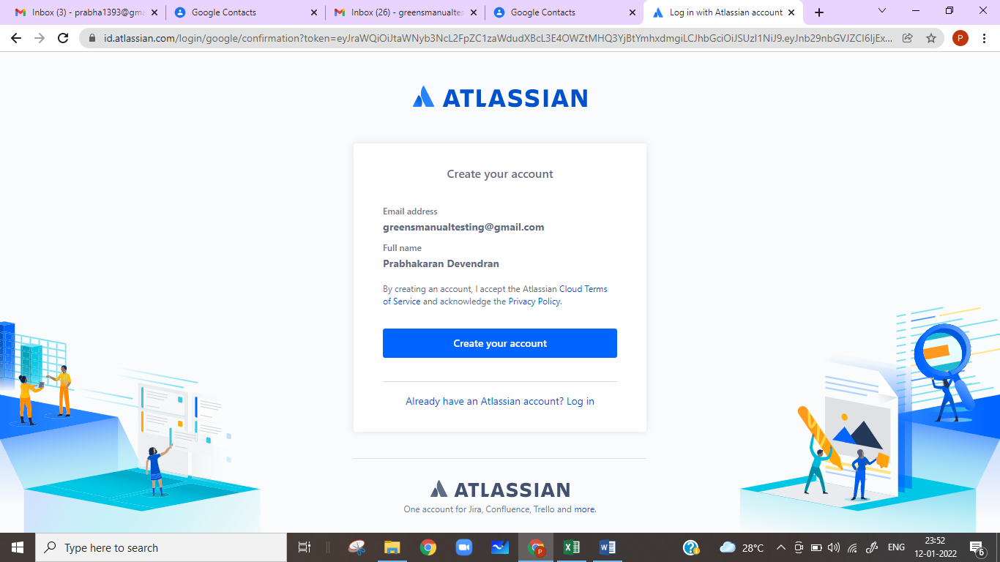 Inbox (3) - prabha1393@gma
Google Contacts
Inbox (26) - greensmanualtes
Google Contacts
Log in with Atlassian account
id.atlassian.com/login/google/confirmation?token=eyJraWQiOiJtaWNyb3NcL2FpZC1zaWdudXBcL3E4OWZtMHQ3YjBtYmhxdmgiLCJhbGciOiJSUzI1NiJ9.eyJnb29nbGVJZCI6IjEx...
P
ATLASSIAN
Create your account
Email address
greensmanualtesting@gmail.com
Full name
Prabhakaran Devendran
By creating an account, I accept the Atlassian Cloud Terms
of Service and acknowledge the Privacy Policy.
Create your account
Already have an Atlassian account? Log in
ATLASSIAN
One account for Jira, Confluence, Trello and more.
Type here to search
P
28°C
ENG
23:52
12-01-2022
6